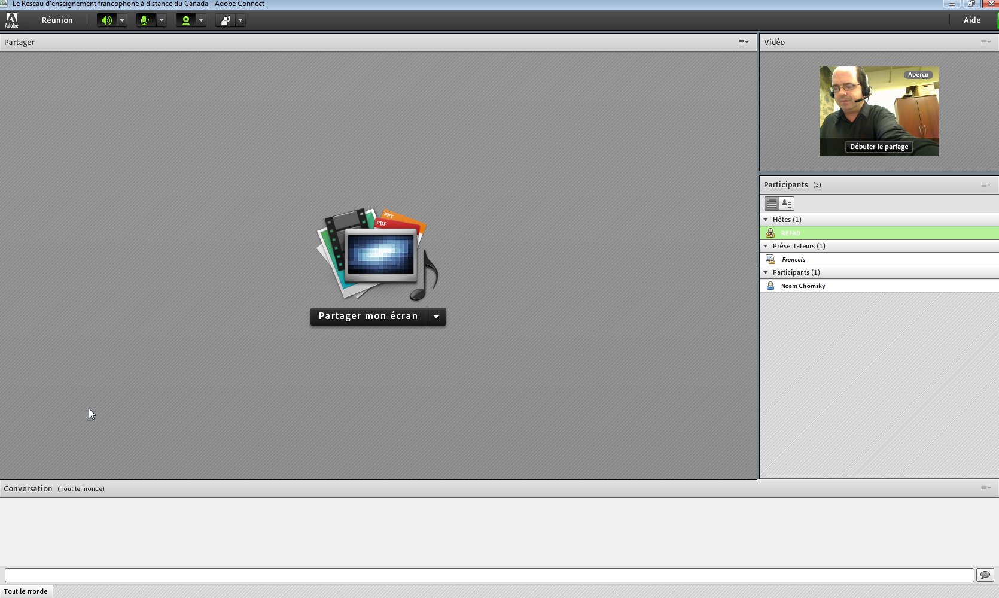 Le Réseau d'enseignement francophone à distance du Canada - Adobe Connect
Adobe
Réunion
Aide
Partager
Vidéo
Aperçu
Débuter le partage
Participants (3)
Hôtes (1)
REFAD
Présentateurs (1)
Francois
Participants (1)
Noam Chomsky
PPT
PDF
Partager mon écran
Conversation (Tout le monde)
Tout le monde